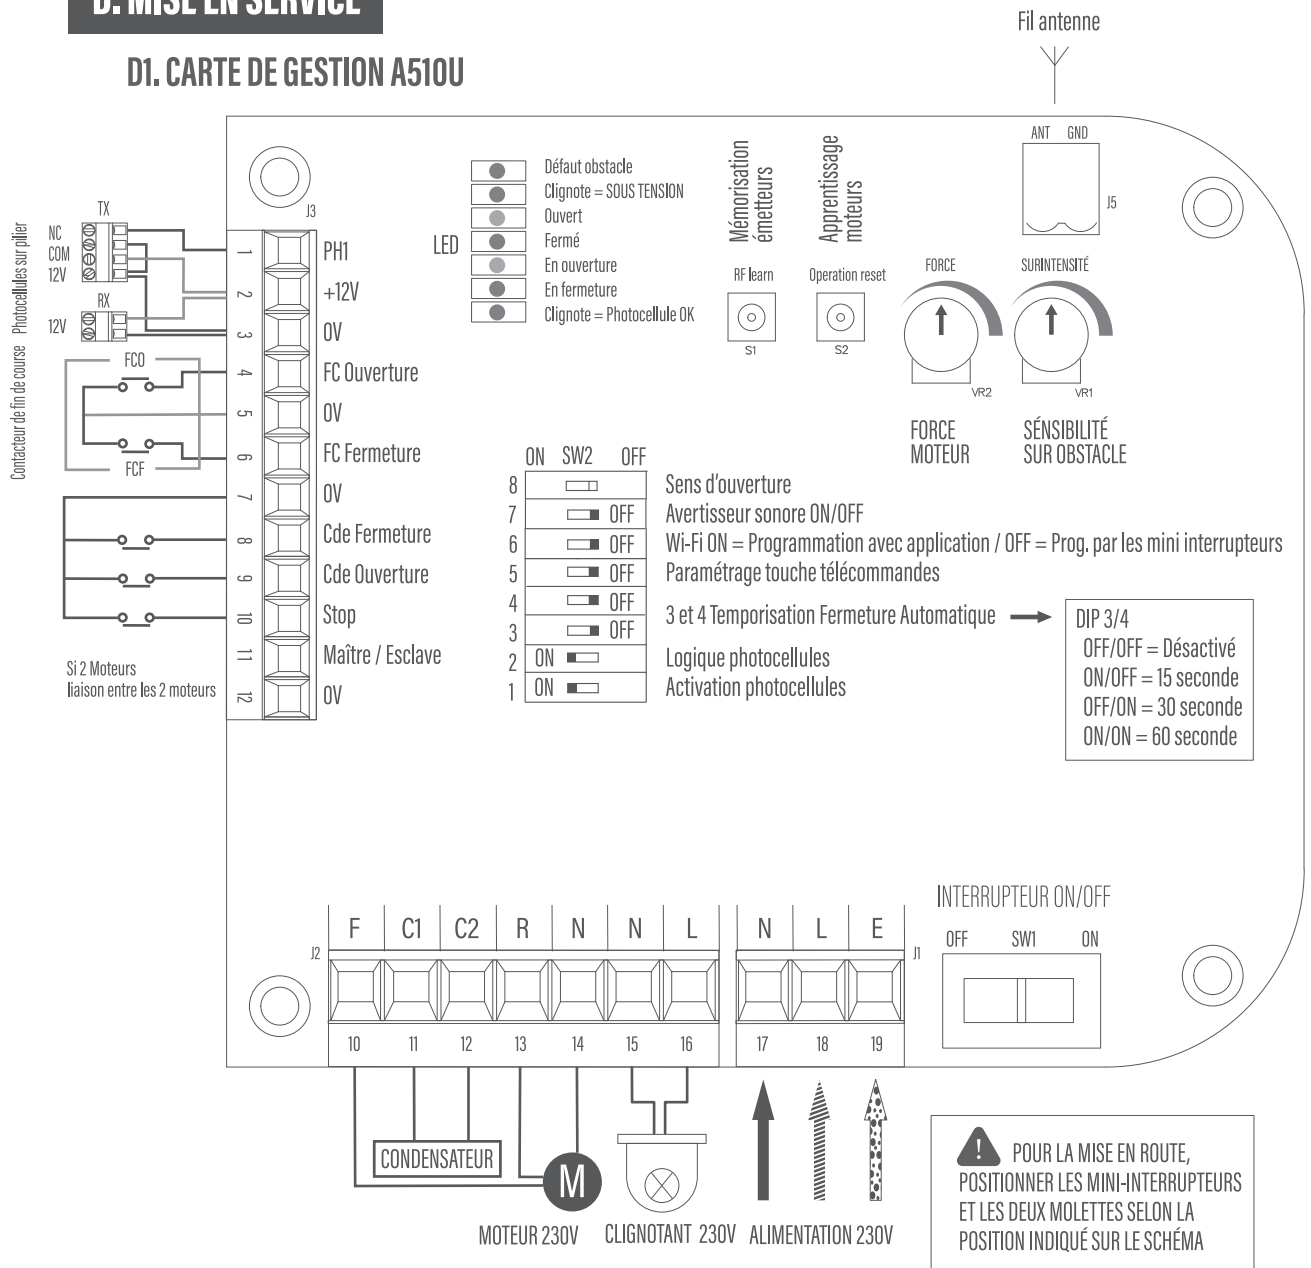 D. MISE EN SERVICE
D1. CARTE DE GESTION A510U
Fil antenne
ANT GND
J5
Défaut obstacle
Clignote = SOUS TENSION
Ouvert
Fermé
En ouverture
En fermeture
Clignote = Photocellule OK
LED
Mémorisation
émetteurs
RF learn
S1
Apprentissage
moteurs
Operation reset
S2
FORCE
VR2
FORCE
MOTEUR
SURINTENSITÉ
VR1
SÉNSIBILITÉ
SUR OBSTACLE
Photocellules sur pilier
TX
NC
COM
12V
RX
12V
Contacteur de fin de course
FCO
FCF
Si 2 Moteurs
liaison entre les 2 moteurs
J3
1 PH1
2 +12V
3 0V
4 FC Ouverture
5 0V
6 FC Fermeture
7 0V
8 Cde Fermeture
9 Cde Ouverture
10 Stop
11 Maître / Esclave
12 0V
ON SW2 OFF
8 Sens d'ouverture
7 OFF Avertisseur sonore ON/OFF
6 OFF Wi-Fi ON = Programmation avec application / OFF = Prog. par les mini interrupteurs
5 OFF Paramétrage touche télécommandes
4 OFF
3 OFF
3 et 4 Temporisation Fermeture Automatique
2 ON Logique photocellules
1 ON Activation photocellules
DIP 3/4
OFF/OFF = Désactivé
ON/OFF = 15 seconde
OFF/ON = 30 seconde
ON/ON = 60 seconde
INTERRUPTEUR ON/OFF
OFF SW1 ON
J2
F C1 C2 R N N L
N L E
J1
10 11 12 13 14 15 16
17 18 19
CONDENSATEUR
M
MOTEUR 230V
CLIGNOTANT 230V
ALIMENTATION 230V
! POUR LA MISE EN ROUTE,
POSITIONNER LES MINI-INTERRUPTEURS
ET LES DEUX MOLETTES SELON LA
POSITION INDIQUÉ SUR LE SCHÉMA